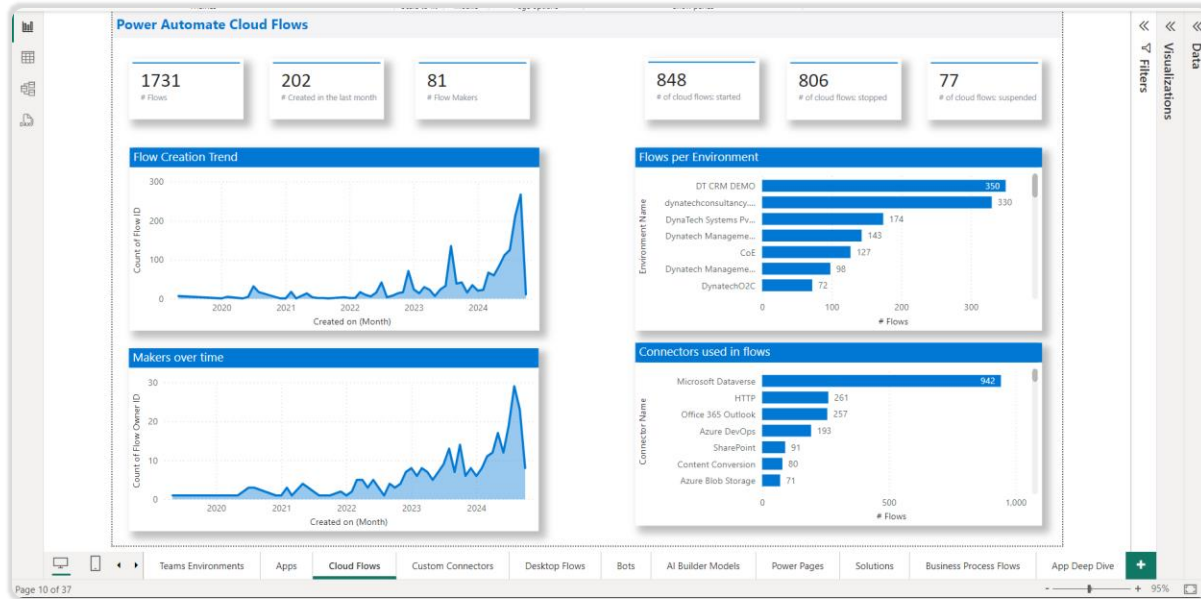 Power Automate Cloud Flows
1731
# Flows
202
# Created in the last month
81
# Flow Makers
848
# of cloud flows: started
806
# of cloud flows: stopped
77
# of cloud flows: suspended
Flow Creation Trend
Count of Flow ID
300
200
100
0
2020 2021 2022 2023 2024
Created on (Month)
Flows per Environment
Environment Name
DT CRM DEMO 350
dynatechconsultancy.... 330
DynaTech Systems Pv... 174
Dynatech Manageme... 143
CoE 127
Dynatech Manageme... 98
DynatechO2C 72
0 100 200 300
# Flows
Makers over time
Count of Flow Owner ID
30
20
10
0
2020 2021 2022 2023 2024
Created on (Month)
Connectors used in flows
Connector Name
Microsoft Dataverse 942
HTTP 261
Office 365 Outlook 257
Azure DevOps 193
SharePoint 91
Content Conversion 80
Azure Blob Storage 71
0 500 1,000
# Flows
Filters
Visualizations
Data
Teams Environments Apps Cloud Flows Custom Connectors Desktop Flows Bots AI Builder Models Power Pages Solutions Business Process Flows App Deep Dive +
Page 10 of 37
- + 95%